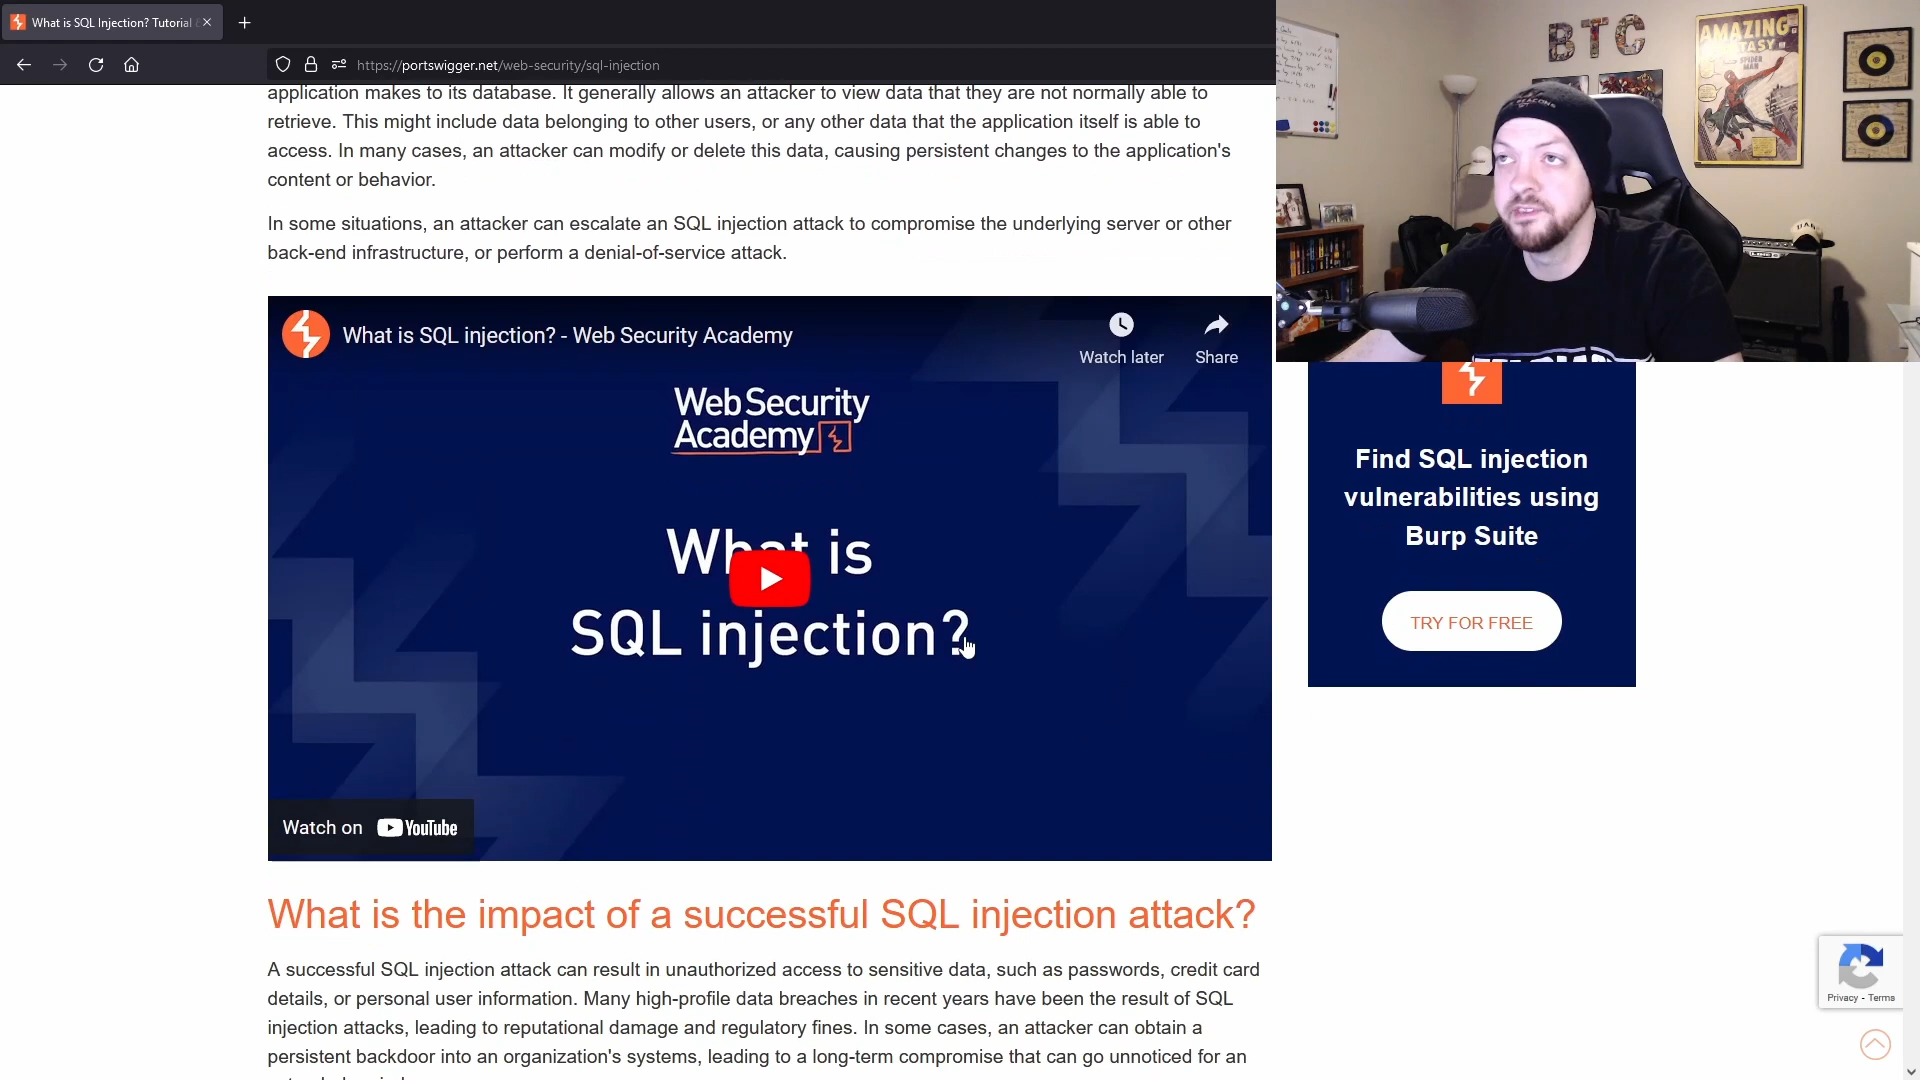 What is SQL Injection? Tutorial
https://portswigger.net/web-security/sql-injection
application makes to its database. It generally allows an attacker to view data that they are not normally able to
retrieve. This might include data belonging to other users, or any other data that the application itself is able to
access. In many cases, an attacker can modify or delete this data, causing persistent changes to the application's
content or behavior.
In some situations, an attacker can escalate an SQL injection attack to compromise the underlying server or other
back-end infrastructure, or perform a denial-of-service attack.
What is SQL injection? - Web Security Academy
Watch later
Share
Web Security
Academy
What is
SQL injection?
Watch on YouTube
What is the impact of a successful SQL injection attack?
A successful SQL injection attack can result in unauthorized access to sensitive data, such as passwords, credit card
details, or personal user information. Many high-profile data breaches in recent years have been the result of SQL
injection attacks, leading to reputational damage and regulatory fines. In some cases, an attacker can obtain a
persistent backdoor into an organization's systems, leading to a long-term compromise that can go unnoticed for an
BTC
AMAZING
Find SQL injection
vulnerabilities using
Burp Suite
TRY FOR FREE
Privacy - Terms